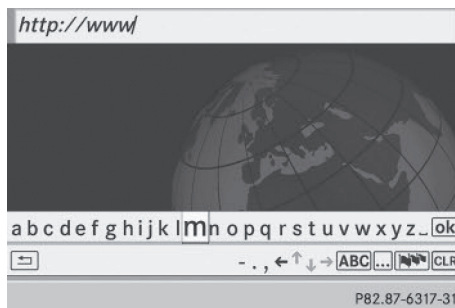 http://www
a b c d e f g h i j k l m n o p q r s t u v w x y z _ ok
- . , ← ↑ ↓ → ABC ... CLR
P82.87-6317-31